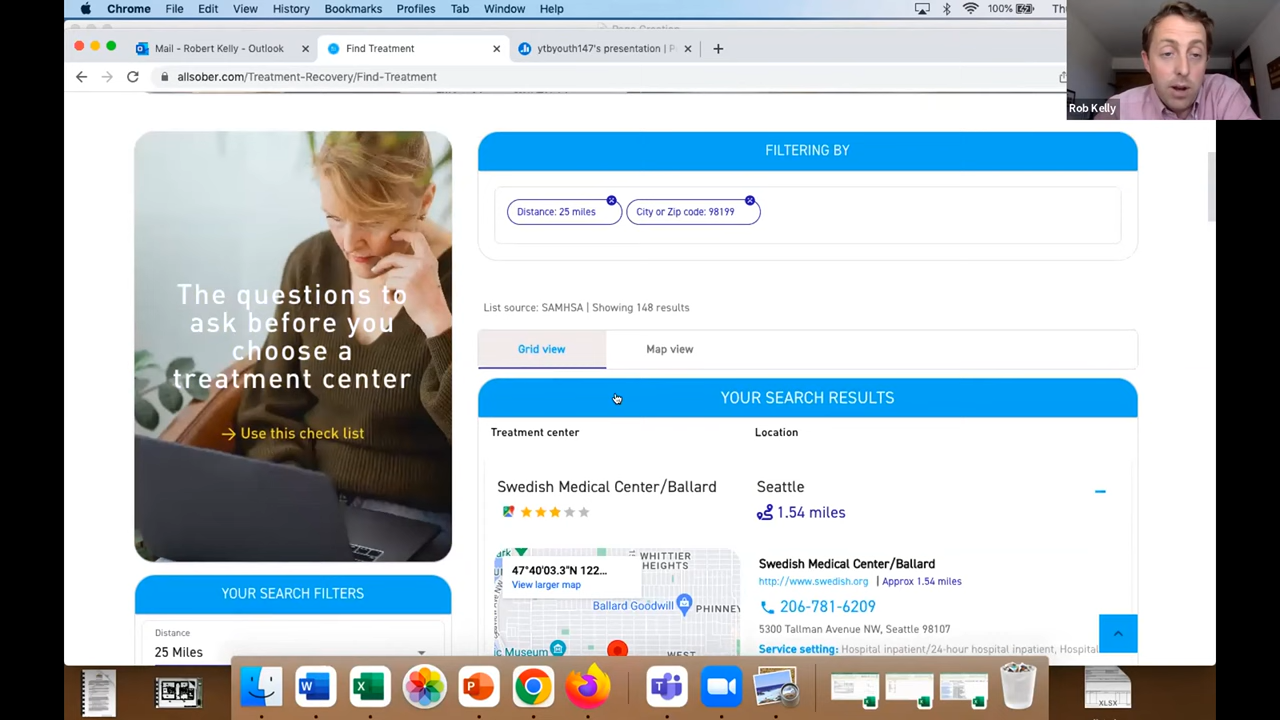 Chrome File Edit View History Bookmarks Profiles Tab Window Help 100%
Mail - Robert Kelly - Outlook
Find Treatment
ytbyouth147's presentation |
allsober.com/Treatment-Recovery/Find-Treatment
Rob Kelly
The questions to
ask before you
choose a
treatment center
→ Use this check list
YOUR SEARCH FILTERS
Distance
25 Miles
FILTERING BY
Distance: 25 miles
City or Zip code: 98199
List source: SAMHSA | Showing 148 results
Grid view Map view
YOUR SEARCH RESULTS
Treatment center Location
Swedish Medical Center/Ballard
Seattle
1.54 miles
47°40'03.3"N 122...
View larger map
WHITTIER
HEIGHTS
Ballard Goodwill
PHINNEY
ic Museum
WEST
Swedish Medical Center/Ballard
http://www.swedish.org | Approx 1.54 miles
206-781-6209
5300 Tallman Avenue NW, Seattle 98107
Service setting: Hospital inpatient/24-hour hospital inpatient, Hospital
XLSX